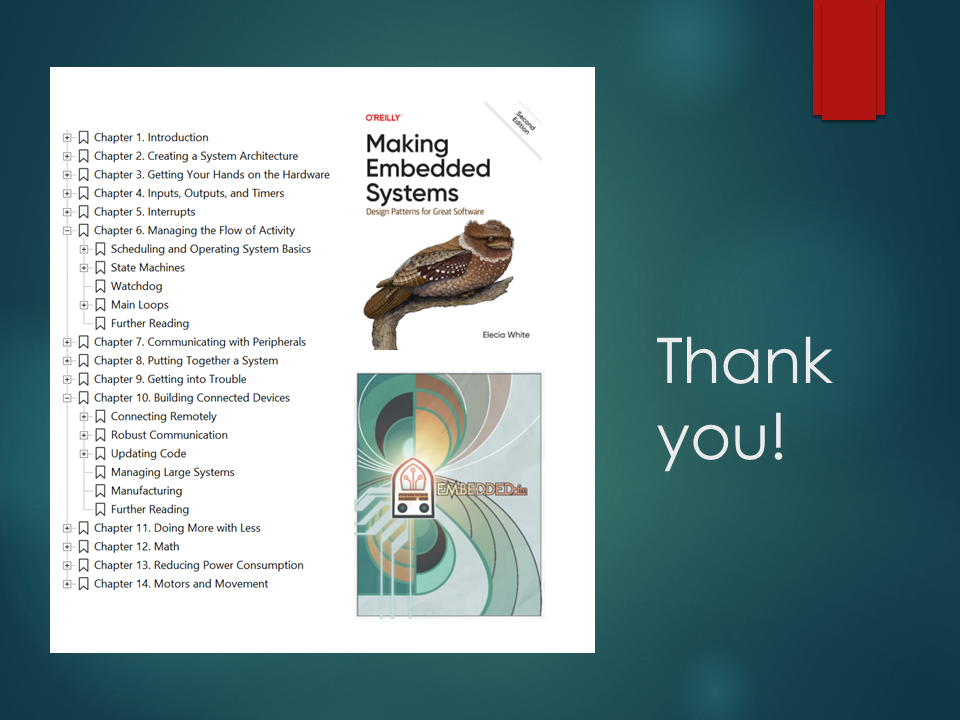 Chapter 1. Introduction
Chapter 2. Creating a System Architecture
Chapter 3. Getting Your Hands on the Hardware
Chapter 4. Inputs, Outputs, and Timers
Chapter 5. Interrupts
Chapter 6. Managing the Flow of Activity
Scheduling and Operating System Basics
State Machines
Watchdog
Main Loops
Further Reading
Chapter 7. Communicating with Peripherals
Chapter 8. Putting Together a System
Chapter 9. Getting into Trouble
Chapter 10. Building Connected Devices
Connecting Remotely
Robust Communication
Updating Code
Managing Large Systems
Manufacturing
Further Reading
Chapter 11. Doing More with Less
Chapter 12. Math
Chapter 13. Reducing Power Consumption
Chapter 14. Motors and Movement
O'REILLY
Second
Edition
Making
Embedded
Systems
Design Patterns for Great Software
Elecia White
EMBEDDED.fm
Thank
you!